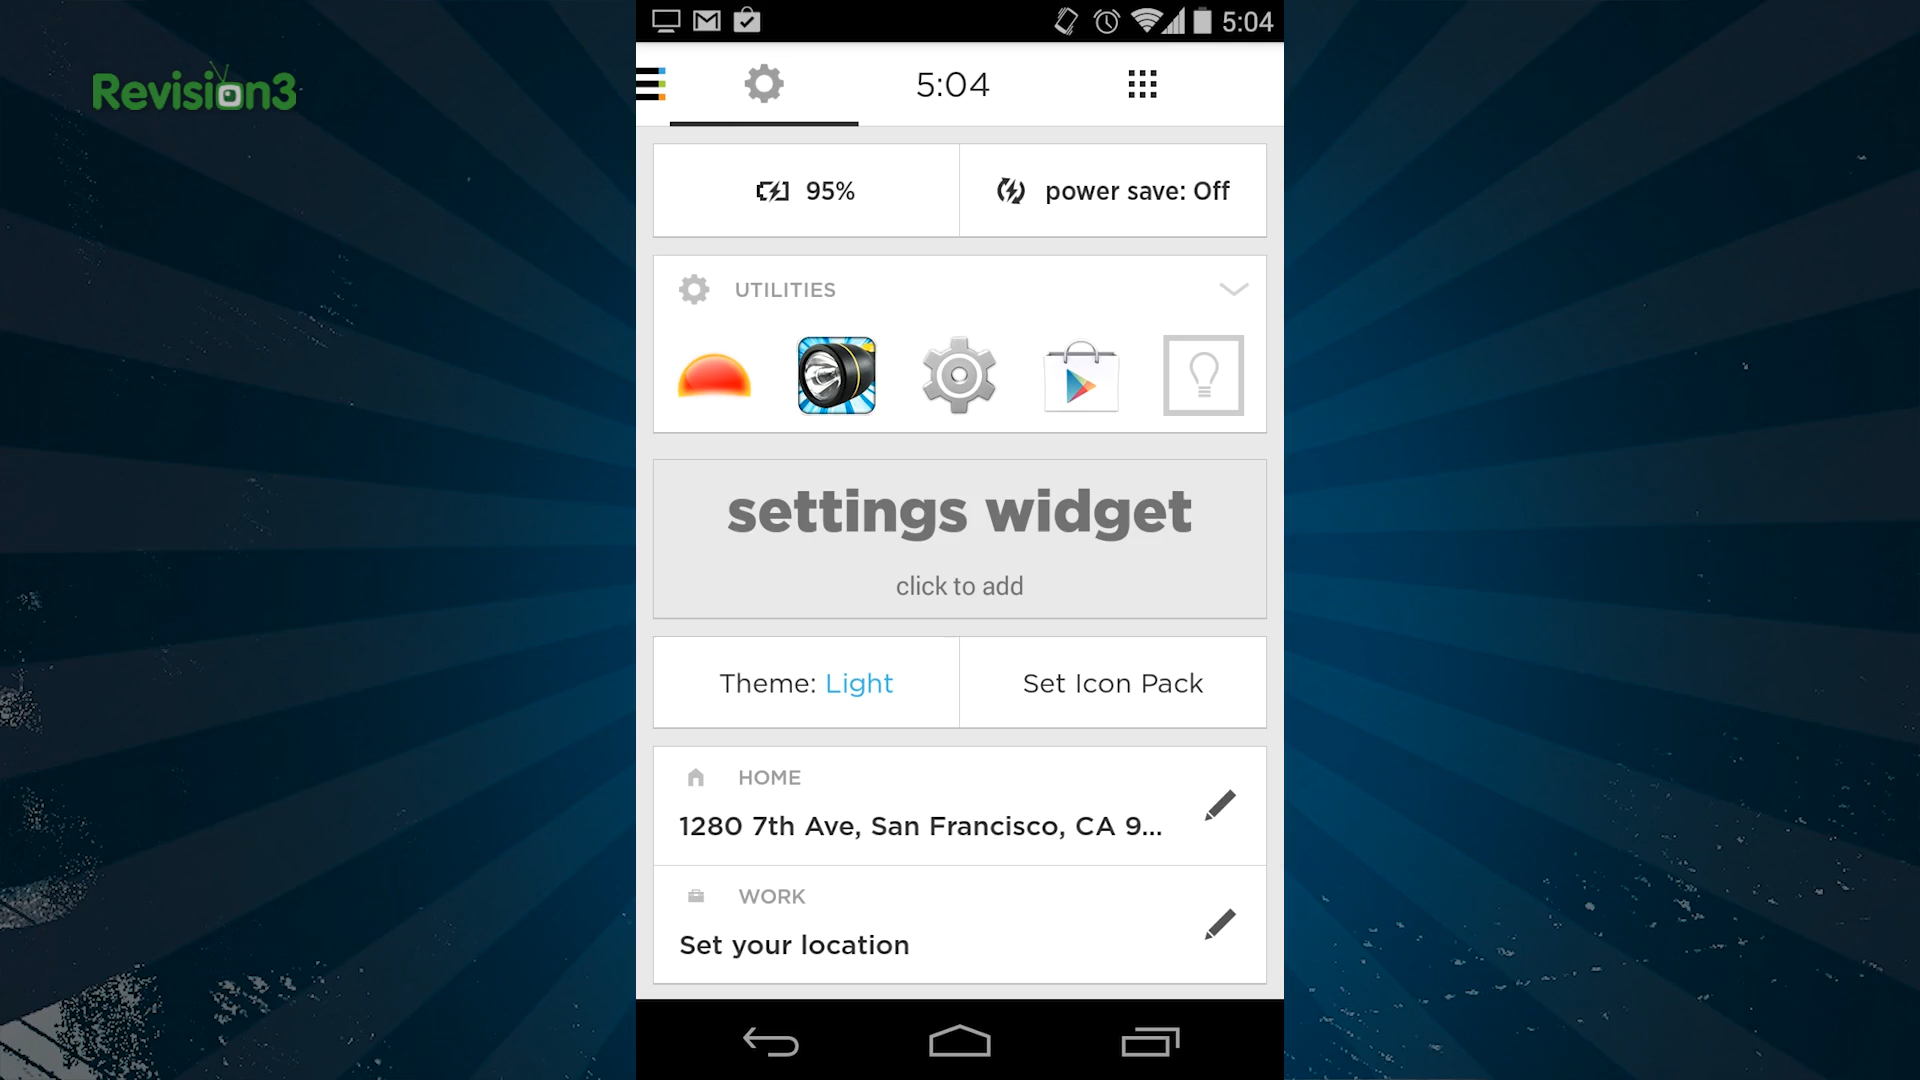 5:04
Revision3
5:04
95%
power save: Off
UTILITIES
settings widget
click to add
Theme: Light
Set Icon Pack
HOME
1280 7th Ave, San Francisco, CA 9...
WORK
Set your location